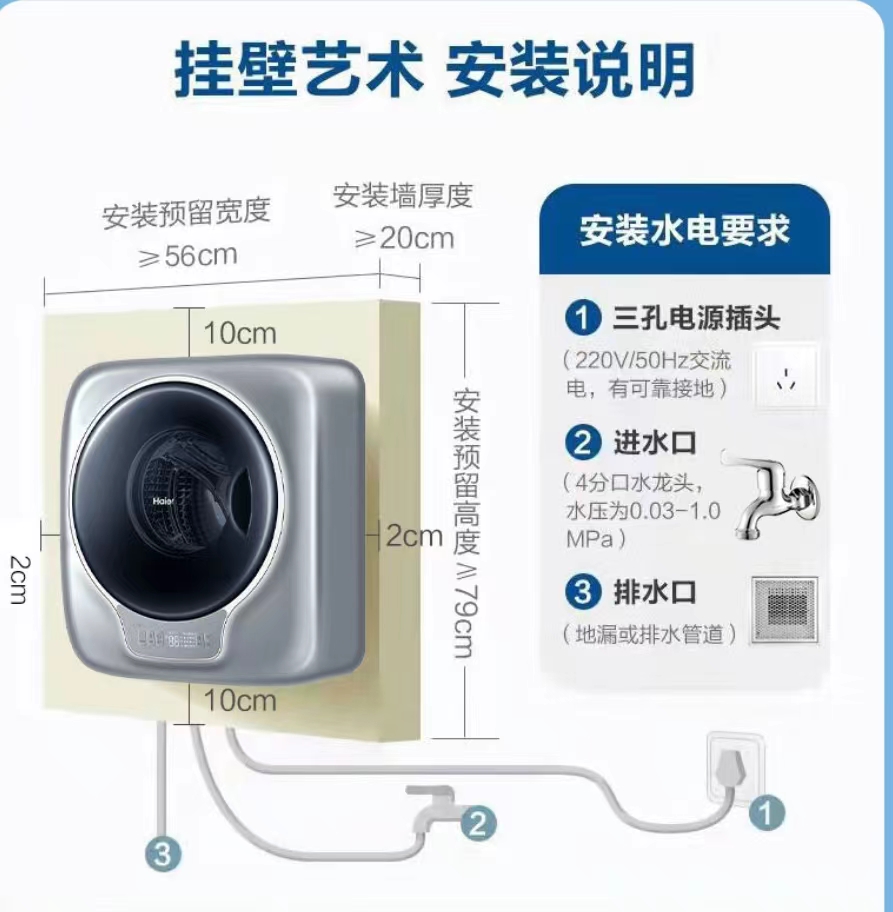 挂壁艺术 安装说明
安装预留宽度
≥56cm
安装墙厚度
≥20cm
10cm
Haier
2cm
2cm
安装预留高度≥79cm
10cm
安装水电要求
1 三孔电源插头
（220V/50Hz交流
电，有可靠接地）
2 进水口
（4分口水龙头，
水压为0.03-1.0
MPa）
3 排水口
（地漏或排水管道）
1
2
3